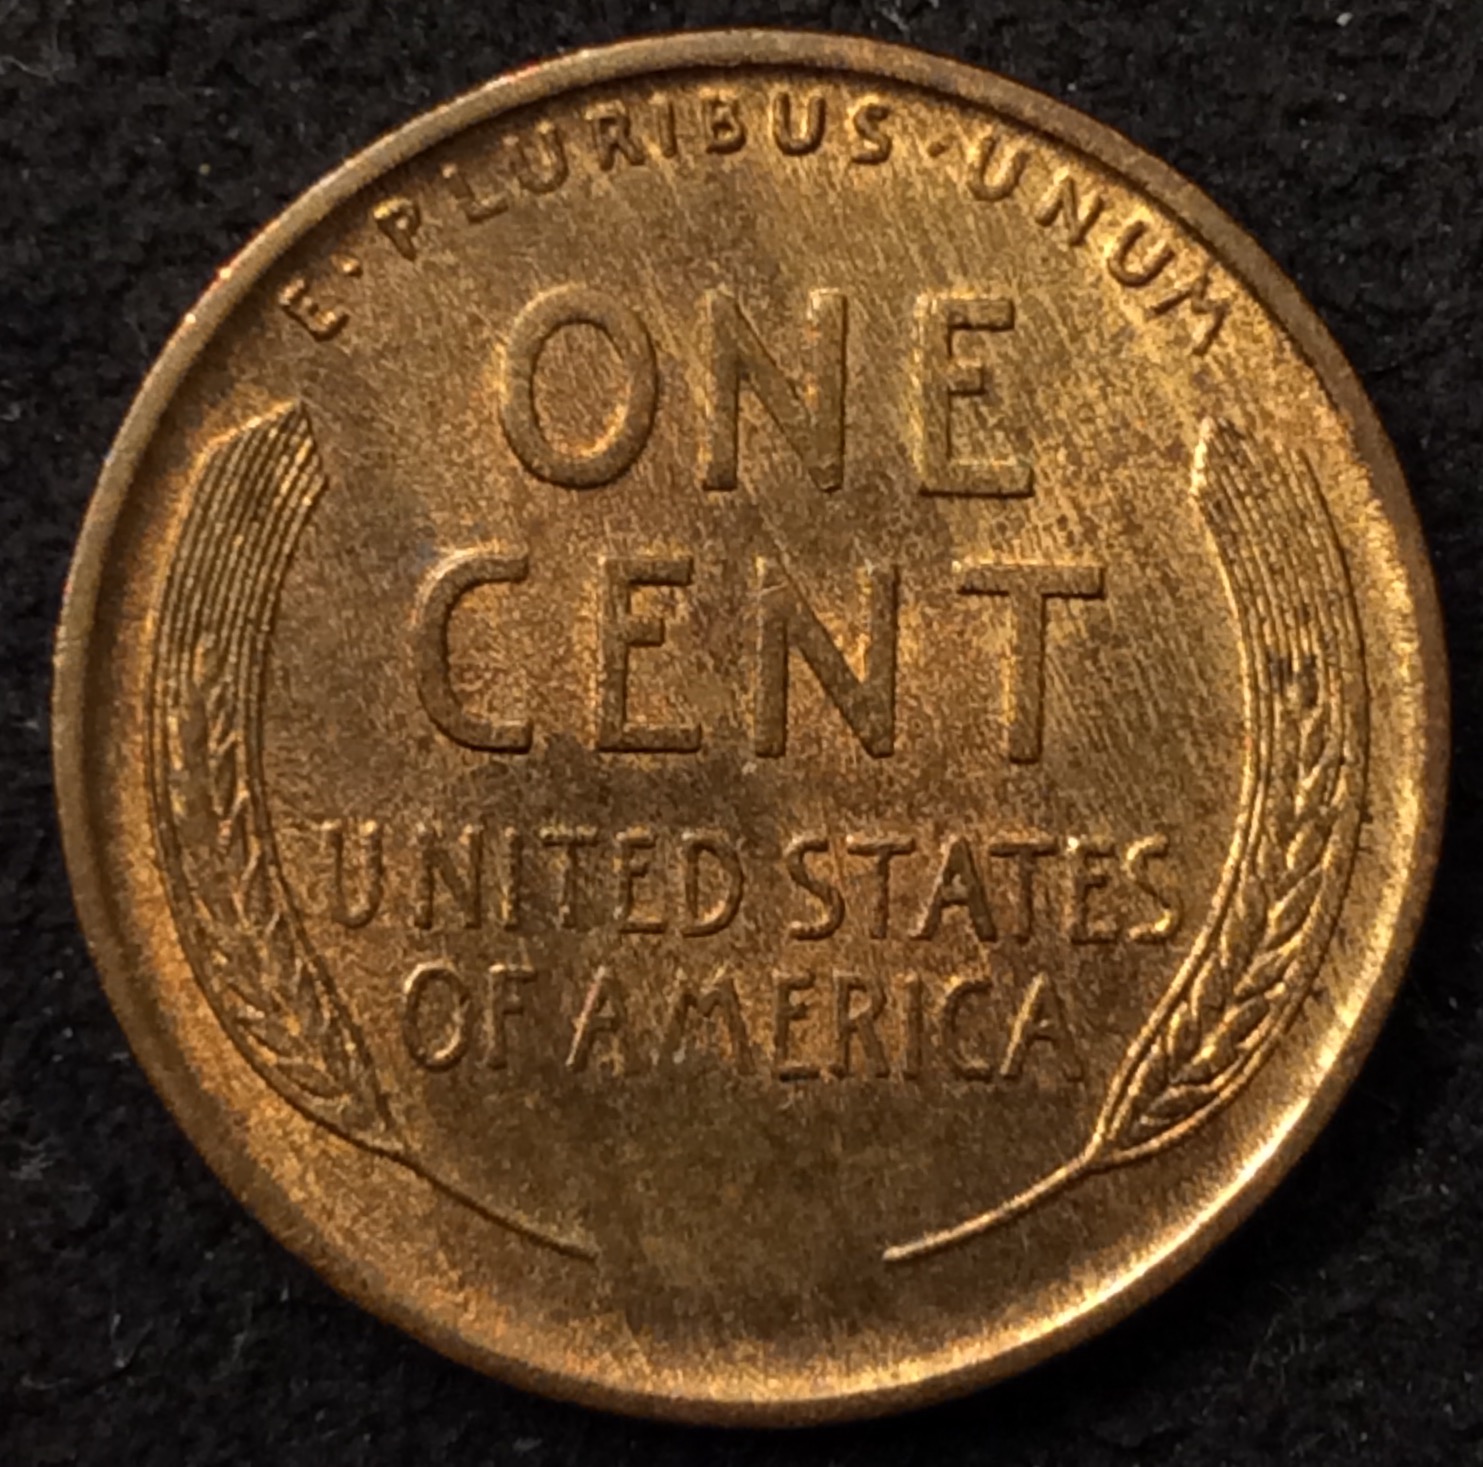 E·PLURIBUS·UNUM
ONE
CENT
UNITED STATES
OF AMERICA